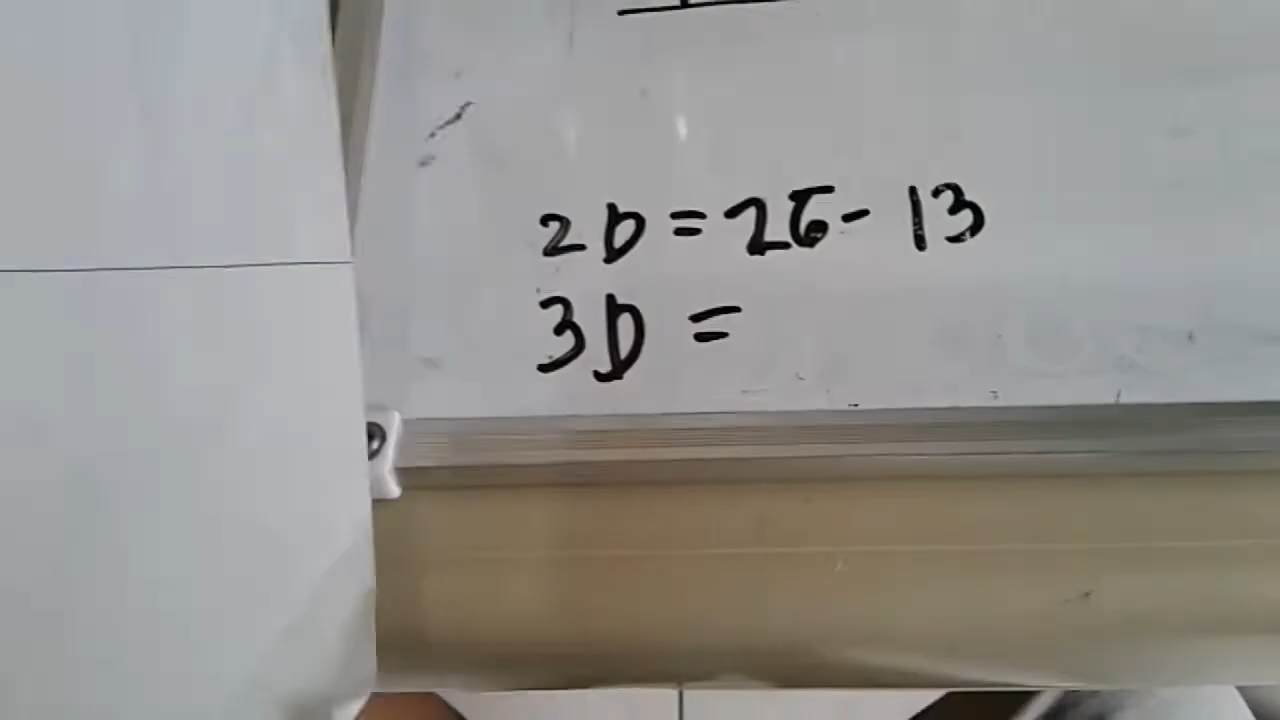 2D = 26 - 13
3D =